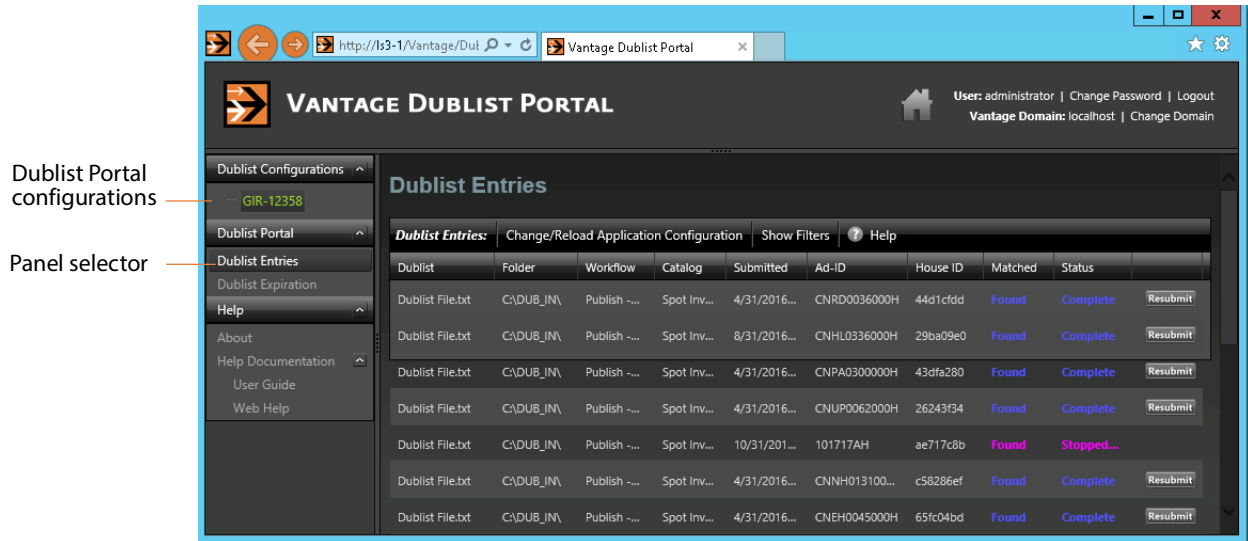 http://ls3-1/Vantage/Dub
Vantage Dublist Portal
VANTAGE DUBLIST PORTAL
User: administrator | Change Password | Logout
Vantage Domain: localhost | Change Domain
Dublist Portal
configurations
Panel selector
Dublist Configurations
GIR-12358
Dublist Portal
Dublist Entries
Dublist Expiration
Help
About
Help Documentation
User Guide
Web Help
Dublist Entries
Dublist Entries: Change/Reload Application Configuration Show Filters ? Help
Dublist Folder Workflow Catalog Submitted Ad-ID House ID Matched Status
Dublist File.txt C:\DUB_IN\ Publish -... Spot Inv... 4/31/2016... CNRD0036000H 44d1cfdd Found Complete Resubmit
Dublist File.txt C:\DUB_IN\ Publish -... Spot Inv... 8/31/2016... CNHL0336000H 29ba09e0 Found Complete Resubmit
Dublist File.txt C:\DUB_IN\ Publish -... Spot Inv... 4/31/2016... CNPA0300000H 43dfa280 Found Complete Resubmit
Dublist File.txt C:\DUB_IN\ Publish -... Spot Inv... 4/31/2016... CNUP0062000H 26243f34 Found Complete Resubmit
Dublist File.txt C:\DUB_IN\ Publish -... Spot Inv... 10/31/201... 101717AH ae717c8b Found Stopped...
Dublist File.txt C:\DUB_IN\ Publish -... Spot Inv... 4/31/2016... CNNH013100... c58286ef Found Complete Resubmit
Dublist File.txt C:\DUB_IN\ Publish -... Spot Inv... 4/31/2016... CNEH0045000H 65fc04bd Found Complete Resubmit